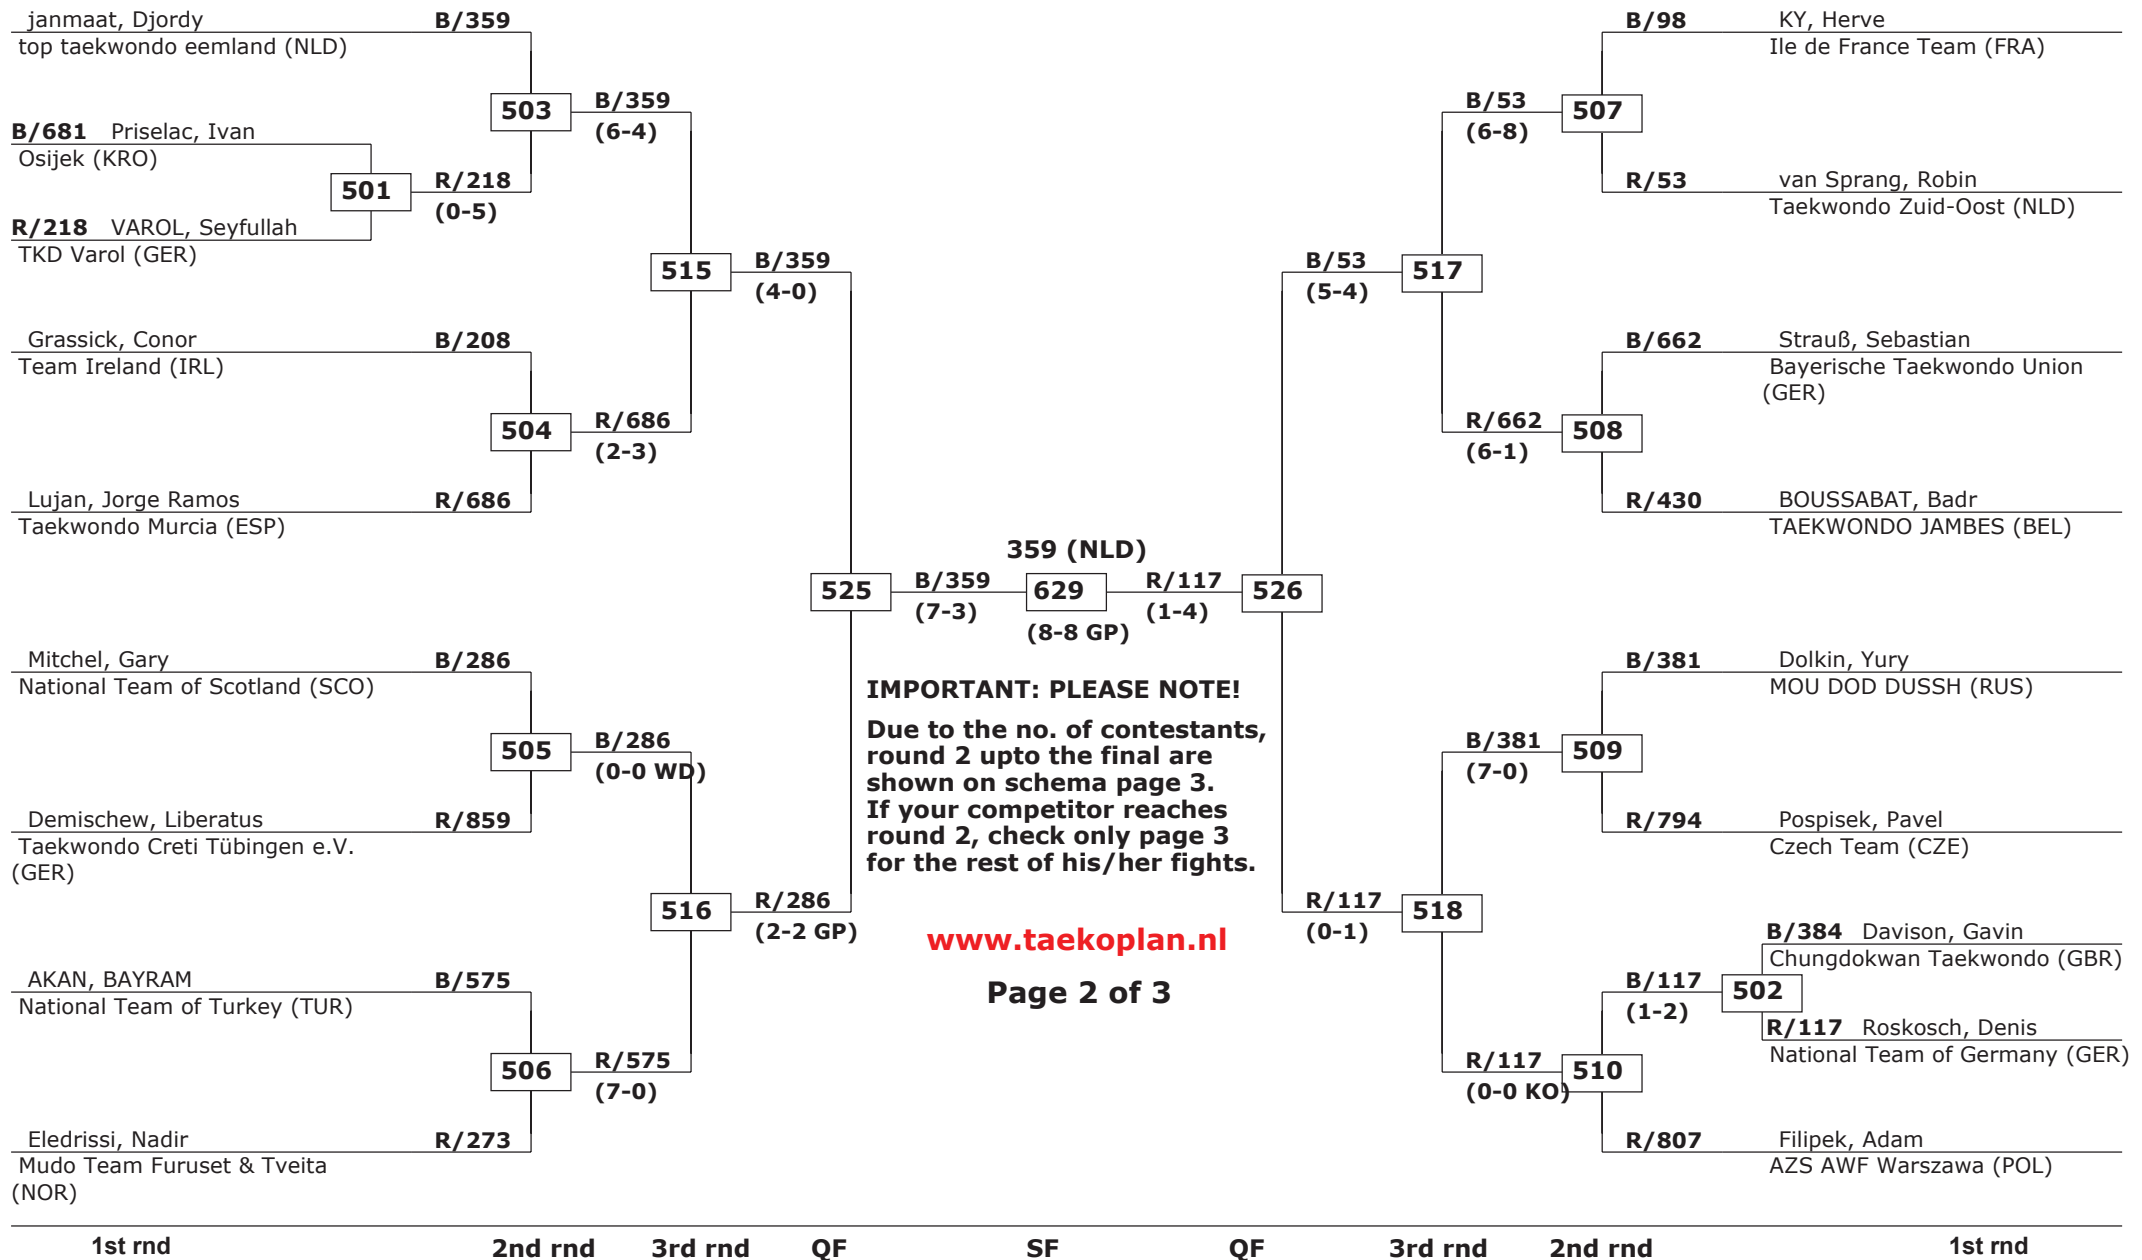 janmaat, Djordy B/359
top taekwondo eemland (NLD)
503
B/359
(6-4)
B/681 Priselac, Ivan
Osijek (KRO)
501
R/218
(0-5)
R/218 VAROL, Seyfullah
TKD Varol (GER)
515
B/359
(4-0)
Grassick, Conor B/208
Team Ireland (IRL)
504
R/686
(2-3)
Lujan, Jorge Ramos R/686
Taekwondo Murcia (ESP)
525
B/359
(7-3)
Mitchel, Gary B/286
National Team of Scotland (SCO)
505
B/286
(0-0 WD)
Demischew, Liberatus R/859
Taekwondo Creti Tübingen e.V.
(GER)
516
R/286
(2-2 GP)
AKAN, BAYRAM B/575
National Team of Turkey (TUR)
506
R/575
(7-0)
Eledrissi, Nadir R/273
Mudo Team Furuset & Tveita
(NOR)
359 (NLD)
629
(8-8 GP)
IMPORTANT: PLEASE NOTE!
Due to the no. of contestants,
round 2 upto the final are
shown on schema page 3.
If your competitor reaches
round 2, check only page 3
for the rest of his/her fights.
www.taekoplan.nl
Page 2 of 3
B/98 KY, Herve
Ile de France Team (FRA)
B/53
(6-8)
507
R/53 van Sprang, Robin
Taekwondo Zuid-Oost (NLD)
B/53
(5-4)
517
B/662 Strauß, Sebastian
Bayerische Taekwondo Union
(GER)
R/662
(6-1)
508
R/430 BOUSSABAT, Badr
TAEKWONDO JAMBES (BEL)
R/117
(1-4)
526
B/381 Dolkin, Yury
MOU DOD DUSSH (RUS)
B/381
(7-0)
509
R/794 Pospisek, Pavel
Czech Team (CZE)
R/117
(0-1)
518
B/384 Davison, Gavin
Chungdokwan Taekwondo (GBR)
B/117
(1-2)
502
R/117 Roskosch, Denis
National Team of Germany (GER)
R/117
(0-0 KO)
510
R/807 Filipek, Adam
AZS AWF Warszawa (POL)
1st rnd 2nd rnd 3rd rnd QF SF QF 3rd rnd 2nd rnd 1st rnd